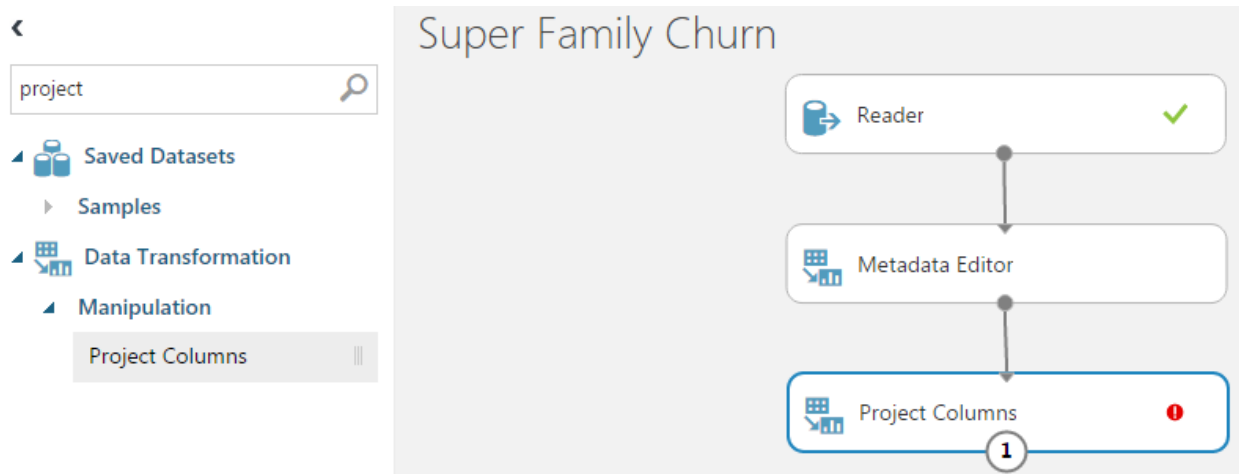 Super Family Churn
project
Saved Datasets
Samples
Data Transformation
Manipulation
Project Columns
Reader
Metadata Editor
Project Columns
1